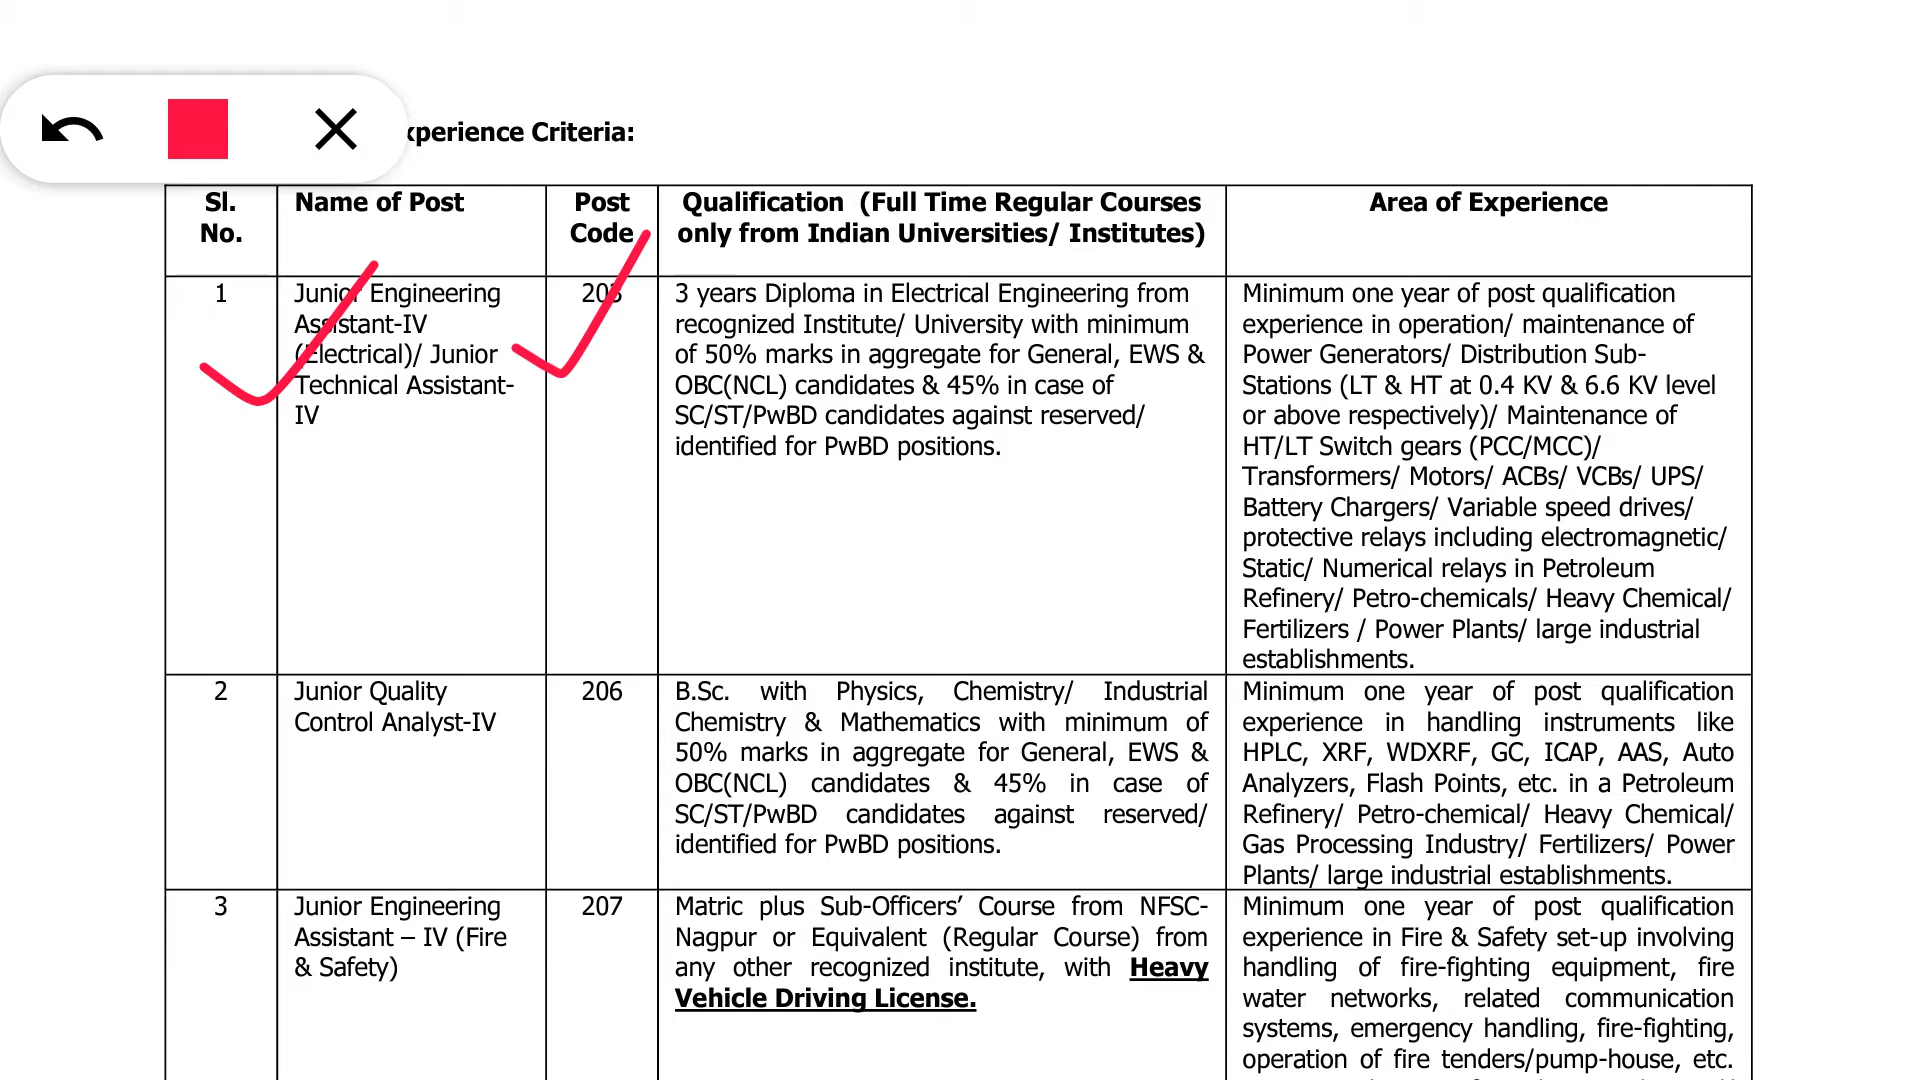 xperience Criteria:
Sl.
No.
Name of Post
Post
Code
Qualification (Full Time Regular Courses
only from Indian Universities/ Institutes)
Area of Experience
1
Junior Engineering
Assistant-IV
(Electrical)/ Junior
Technical Assistant-
IV
203
3 years Diploma in Electrical Engineering from
recognized Institute/ University with minimum
of 50% marks in aggregate for General, EWS &
OBC(NCL) candidates & 45% in case of
SC/ST/PwBD candidates against reserved/
identified for PwBD positions.
Minimum one year of post qualification
experience in operation/ maintenance of
Power Generators/ Distribution Sub-
Stations (LT & HT at 0.4 KV & 6.6 KV level
or above respectively)/ Maintenance of
HT/LT Switch gears (PCC/MCC)/
Transformers/ Motors/ ACBs/ VCBs/ UPS/
Battery Chargers/ Variable speed drives/
protective relays including electromagnetic/
Static/ Numerical relays in Petroleum
Refinery/ Petro-chemicals/ Heavy Chemical/
Fertilizers / Power Plants/ large industrial
establishments.
2
Junior Quality
Control Analyst-IV
206
B.Sc. with Physics, Chemistry/ Industrial
Chemistry & Mathematics with minimum of
50% marks in aggregate for General, EWS &
OBC(NCL) candidates & 45% in case of
SC/ST/PwBD candidates against reserved/
identified for PwBD positions.
Minimum one year of post qualification
experience in handling instruments like
HPLC, XRF, WDXRF, GC, ICAP, AAS, Auto
Analyzers, Flash Points, etc. in a Petroleum
Refinery/ Petro-chemical/ Heavy Chemical/
Gas Processing Industry/ Fertilizers/ Power
Plants/ large industrial establishments.
3
Junior Engineering
Assistant – IV (Fire
& Safety)
207
Matric plus Sub-Officers’ Course from NFSC-
Nagpur or Equivalent (Regular Course) from
any other recognized institute, with Heavy
Vehicle Driving License.
Minimum one year of post qualification
experience in Fire & Safety set-up involving
handling of fire-fighting equipment, fire
water networks, related communication
systems, emergency handling, fire-fighting,
operation of fire tenders/pump-house, etc.